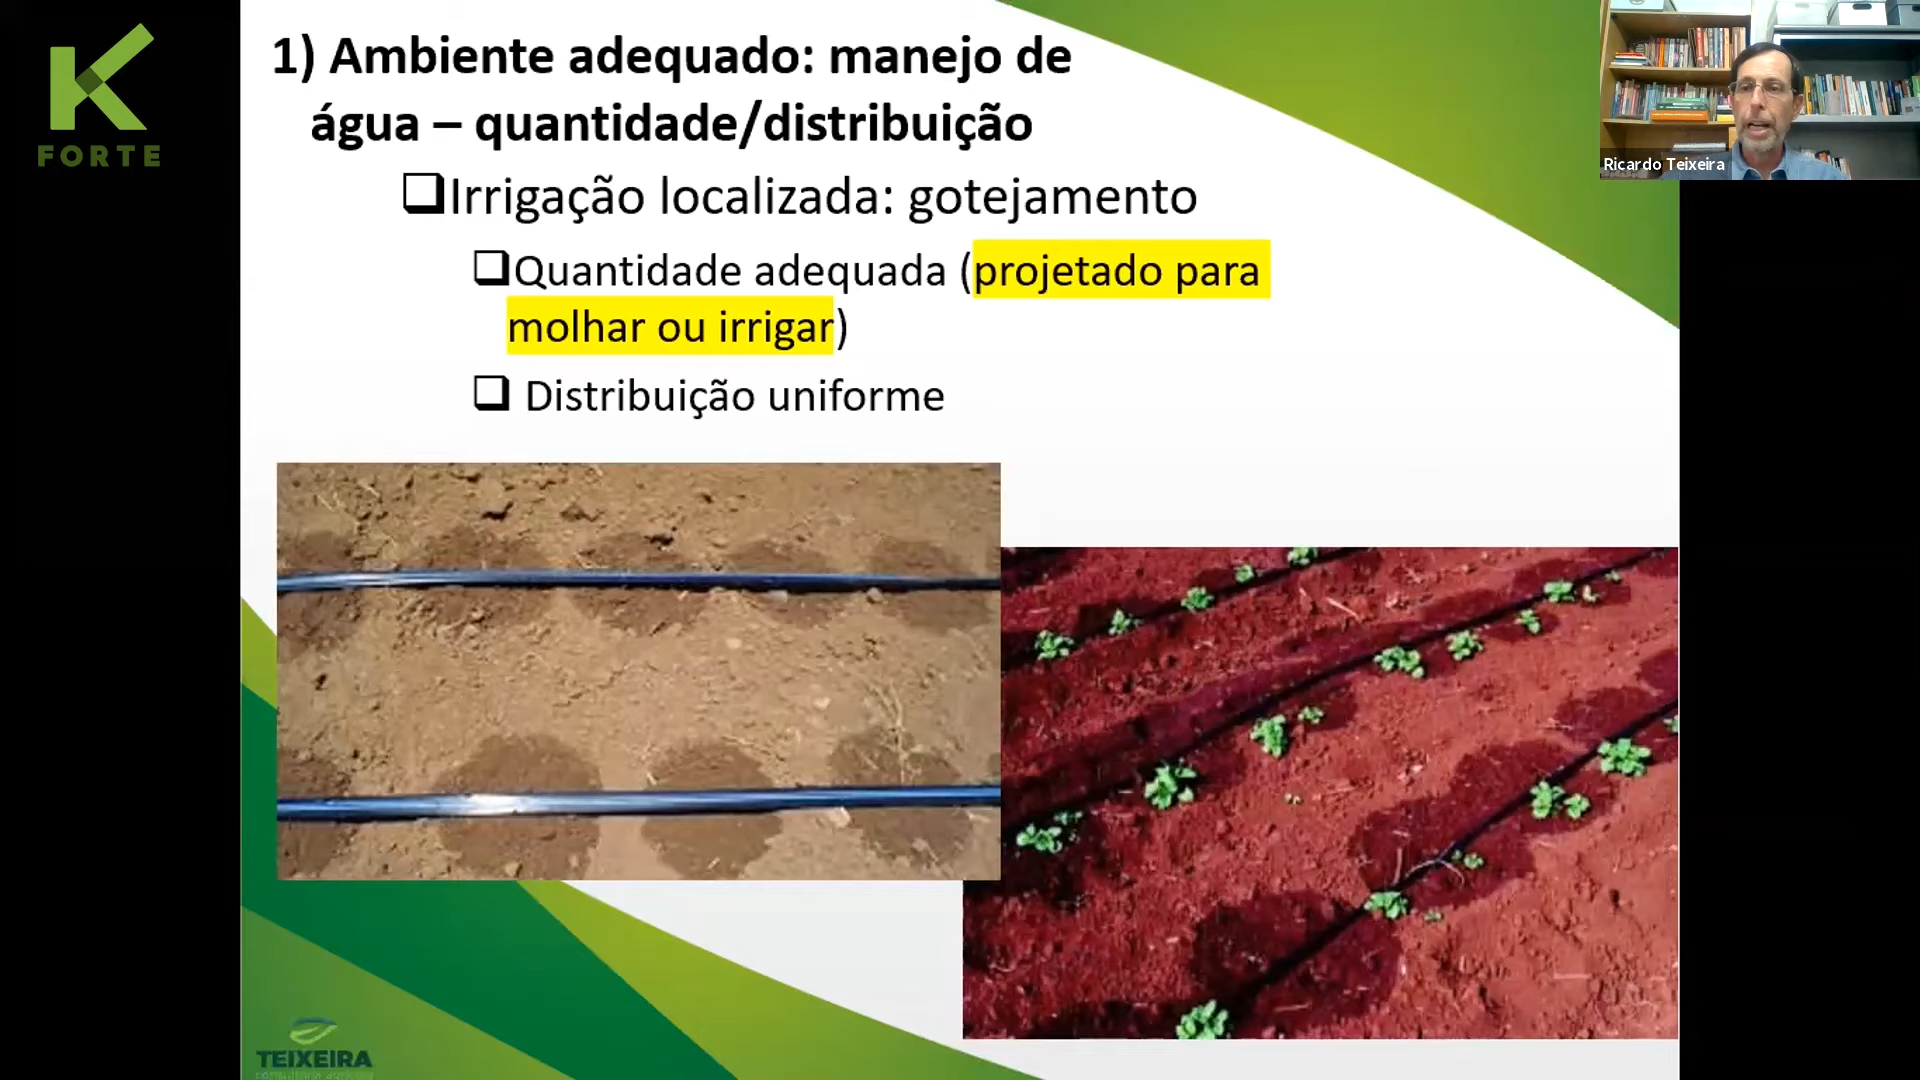 K
FORTE
1) Ambiente adequado: manejo de
água – quantidade/distribuição
Irrigação localizada: gotejamento
Quantidade adequada (projetado para
molhar ou irrigar)
Distribuição uniforme
Ricardo Teixeira
TEIXEIRA